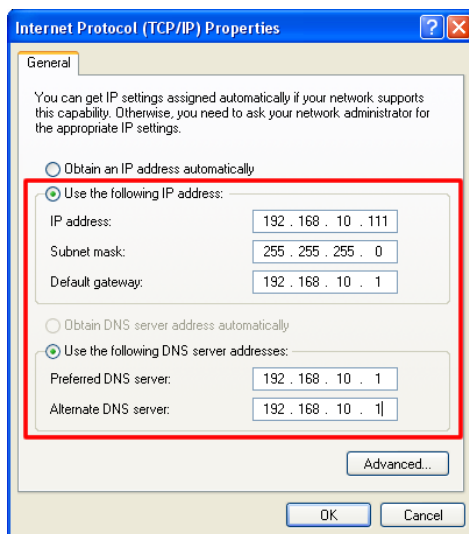 Internet Protocol (TCP/IP) Properties
General
You can get IP settings assigned automatically if your network supports
this capability. Otherwise, you need to ask your network administrator for
the appropriate IP settings.
Obtain an IP address automatically
Use the following IP address:
IP address: 192 . 168 . 10 . 111
Subnet mask: 255 . 255 . 255 . 0
Default gateway: 192 . 168 . 10 . 1
Obtain DNS server address automatically
Use the following DNS server addresses:
Preferred DNS server: 192 . 168 . 10 . 1
Alternate DNS server: 192 . 168 . 10 . 1
Advanced...
OK Cancel